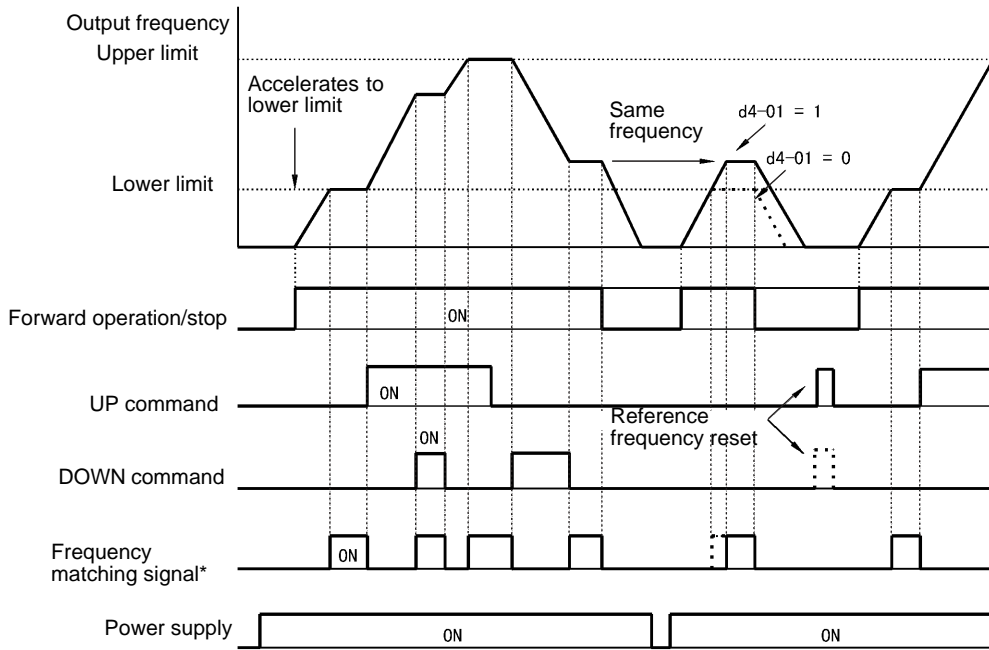 Output frequency
Upper limit
Accelerates to
lower limit
Same
frequency
d4-01 = 1
d4-01 = 0
Lower limit
Forward operation/stop
ON
UP command
ON
Reference
frequency reset
ON
DOWN command
Frequency
matching signal*
ON
Power supply
ON
ON